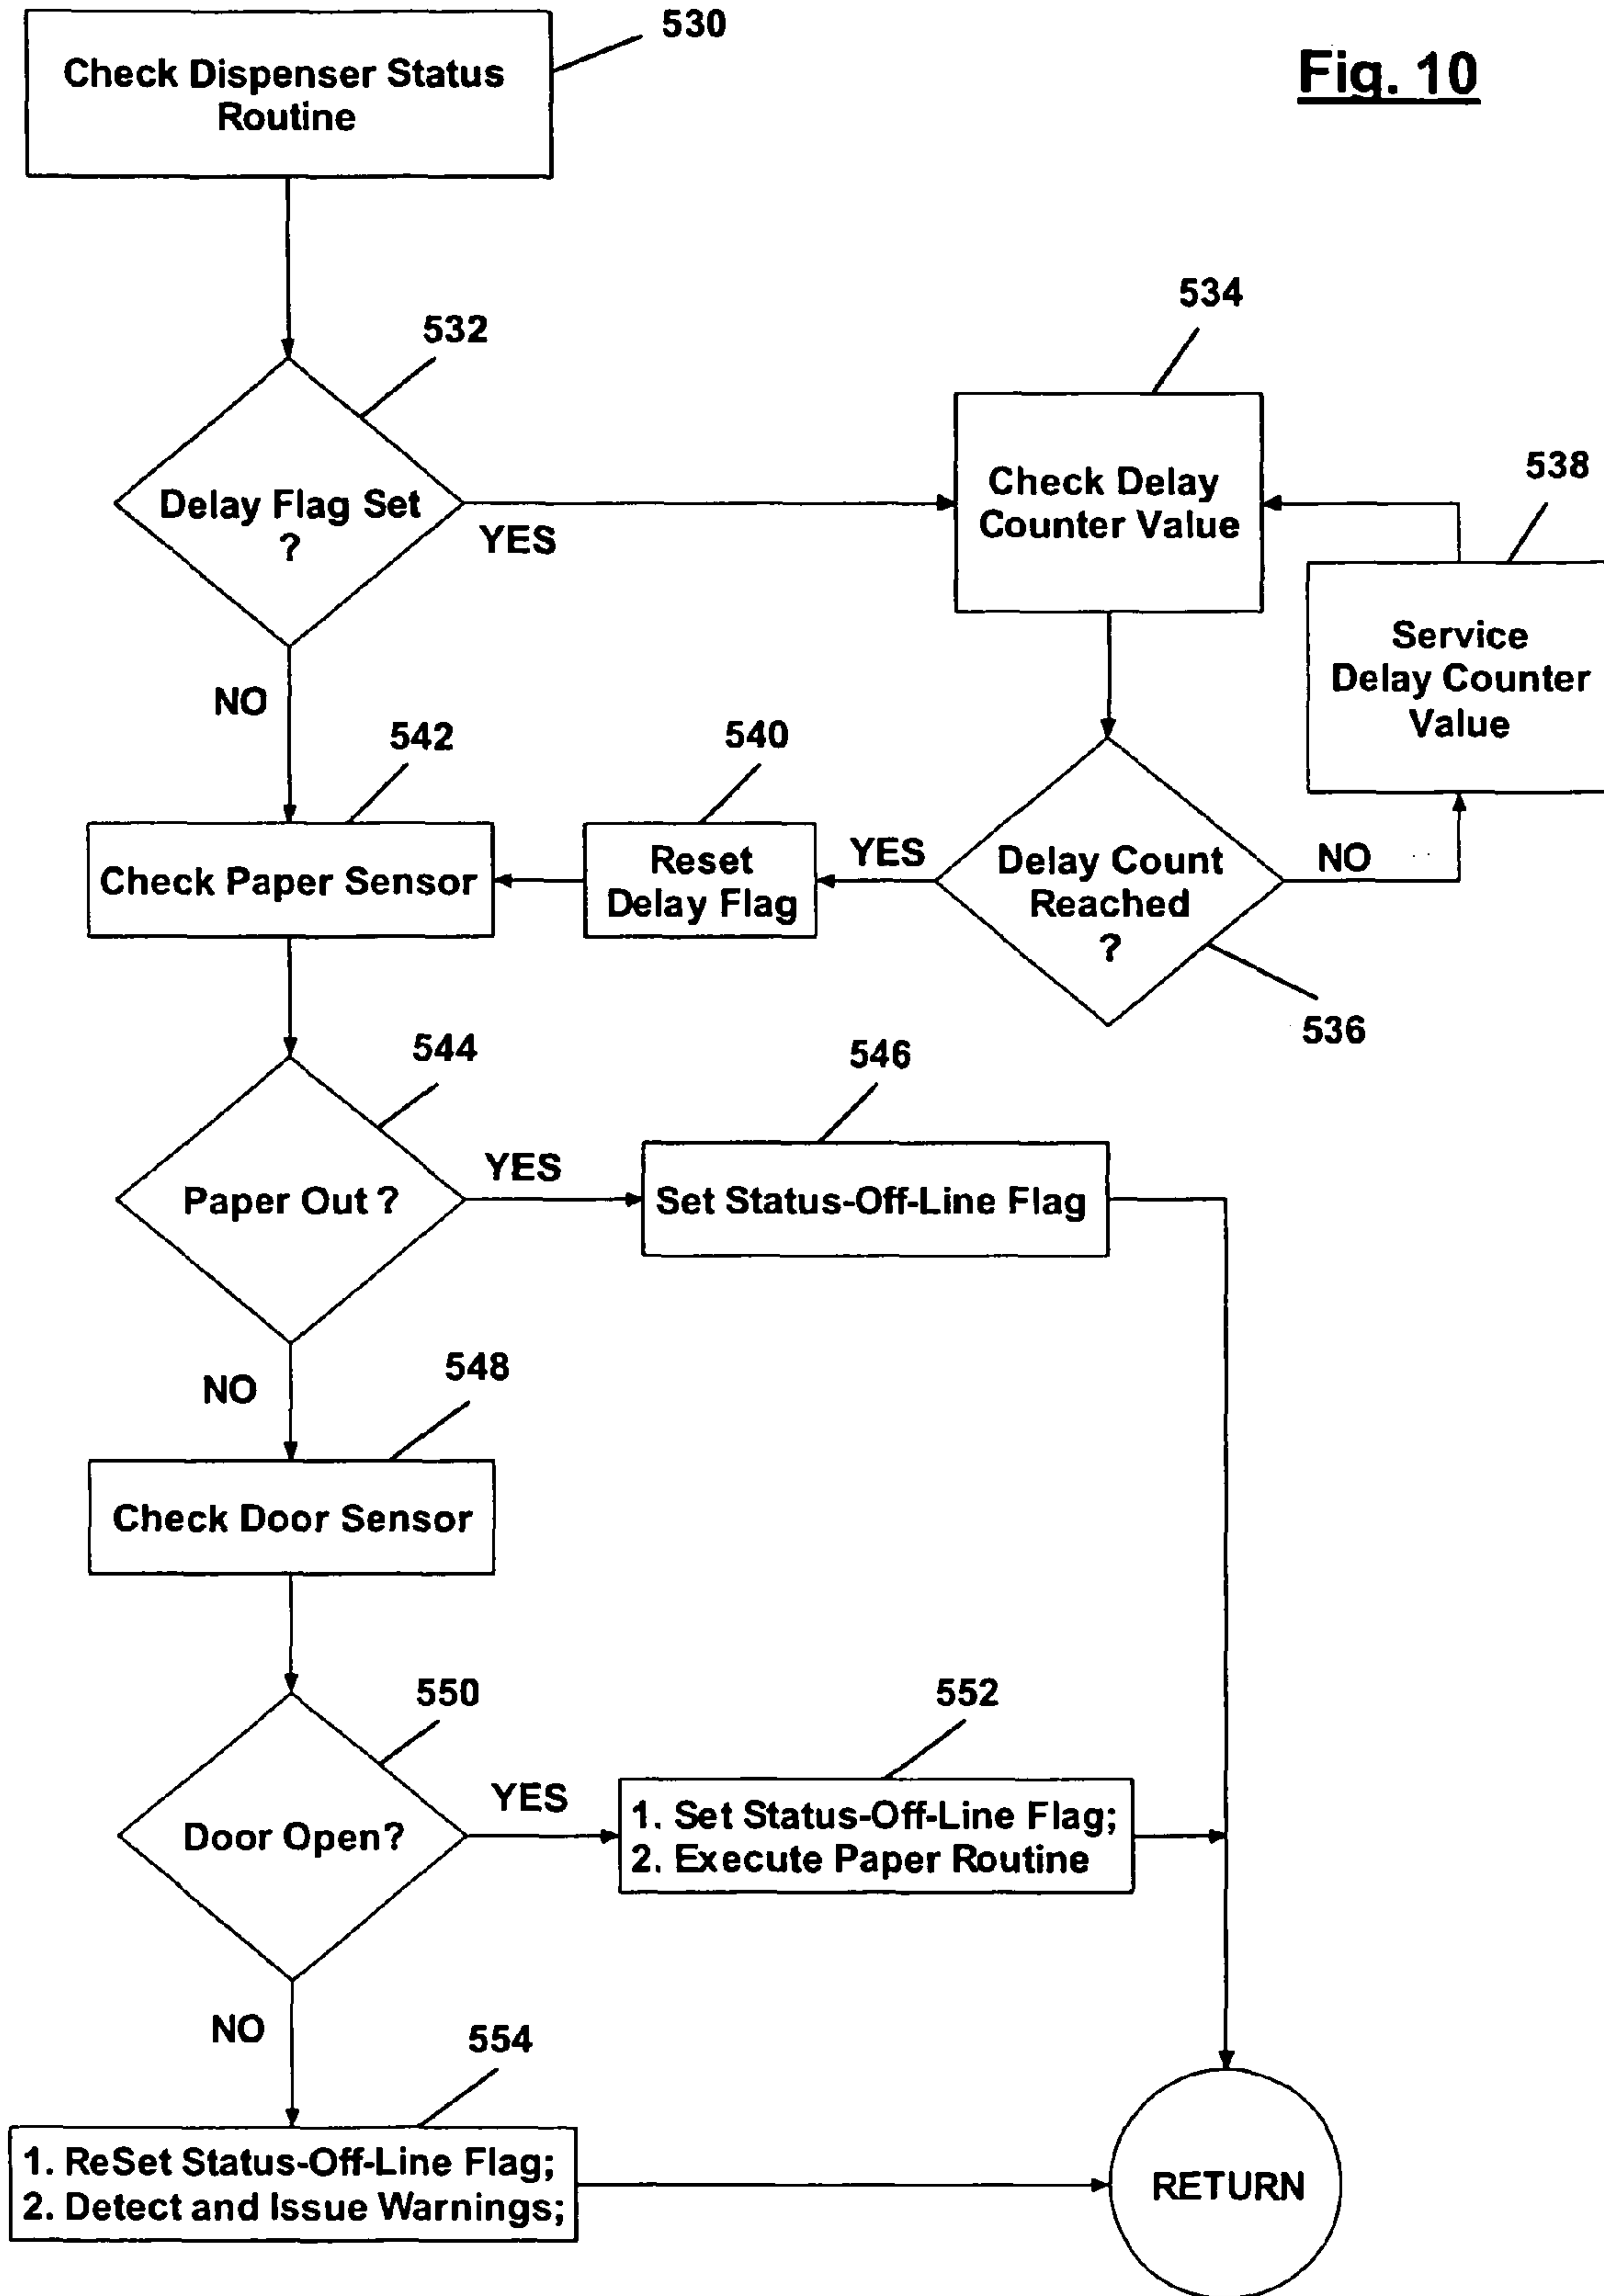 530
Fig. 10
Check Dispenser Status
Routine
532
534
Delay Flag Set
?
YES
Check Delay
Counter Value
538
Service
Delay Counter
Value
NO
542
540
Check Paper Sensor
Reset
Delay Flag
YES
Delay Count
Reached
?
NO
536
544
546
Paper Out ?
YES
Set Status-Off-Line Flag
NO
548
Check Door Sensor
550
552
Door Open?
YES
1. Set Status-Off-Line Flag;
2. Execute Paper Routine
NO
554
1. ReSet Status-Off-Line Flag;
2. Detect and Issue Warnings;
RETURN